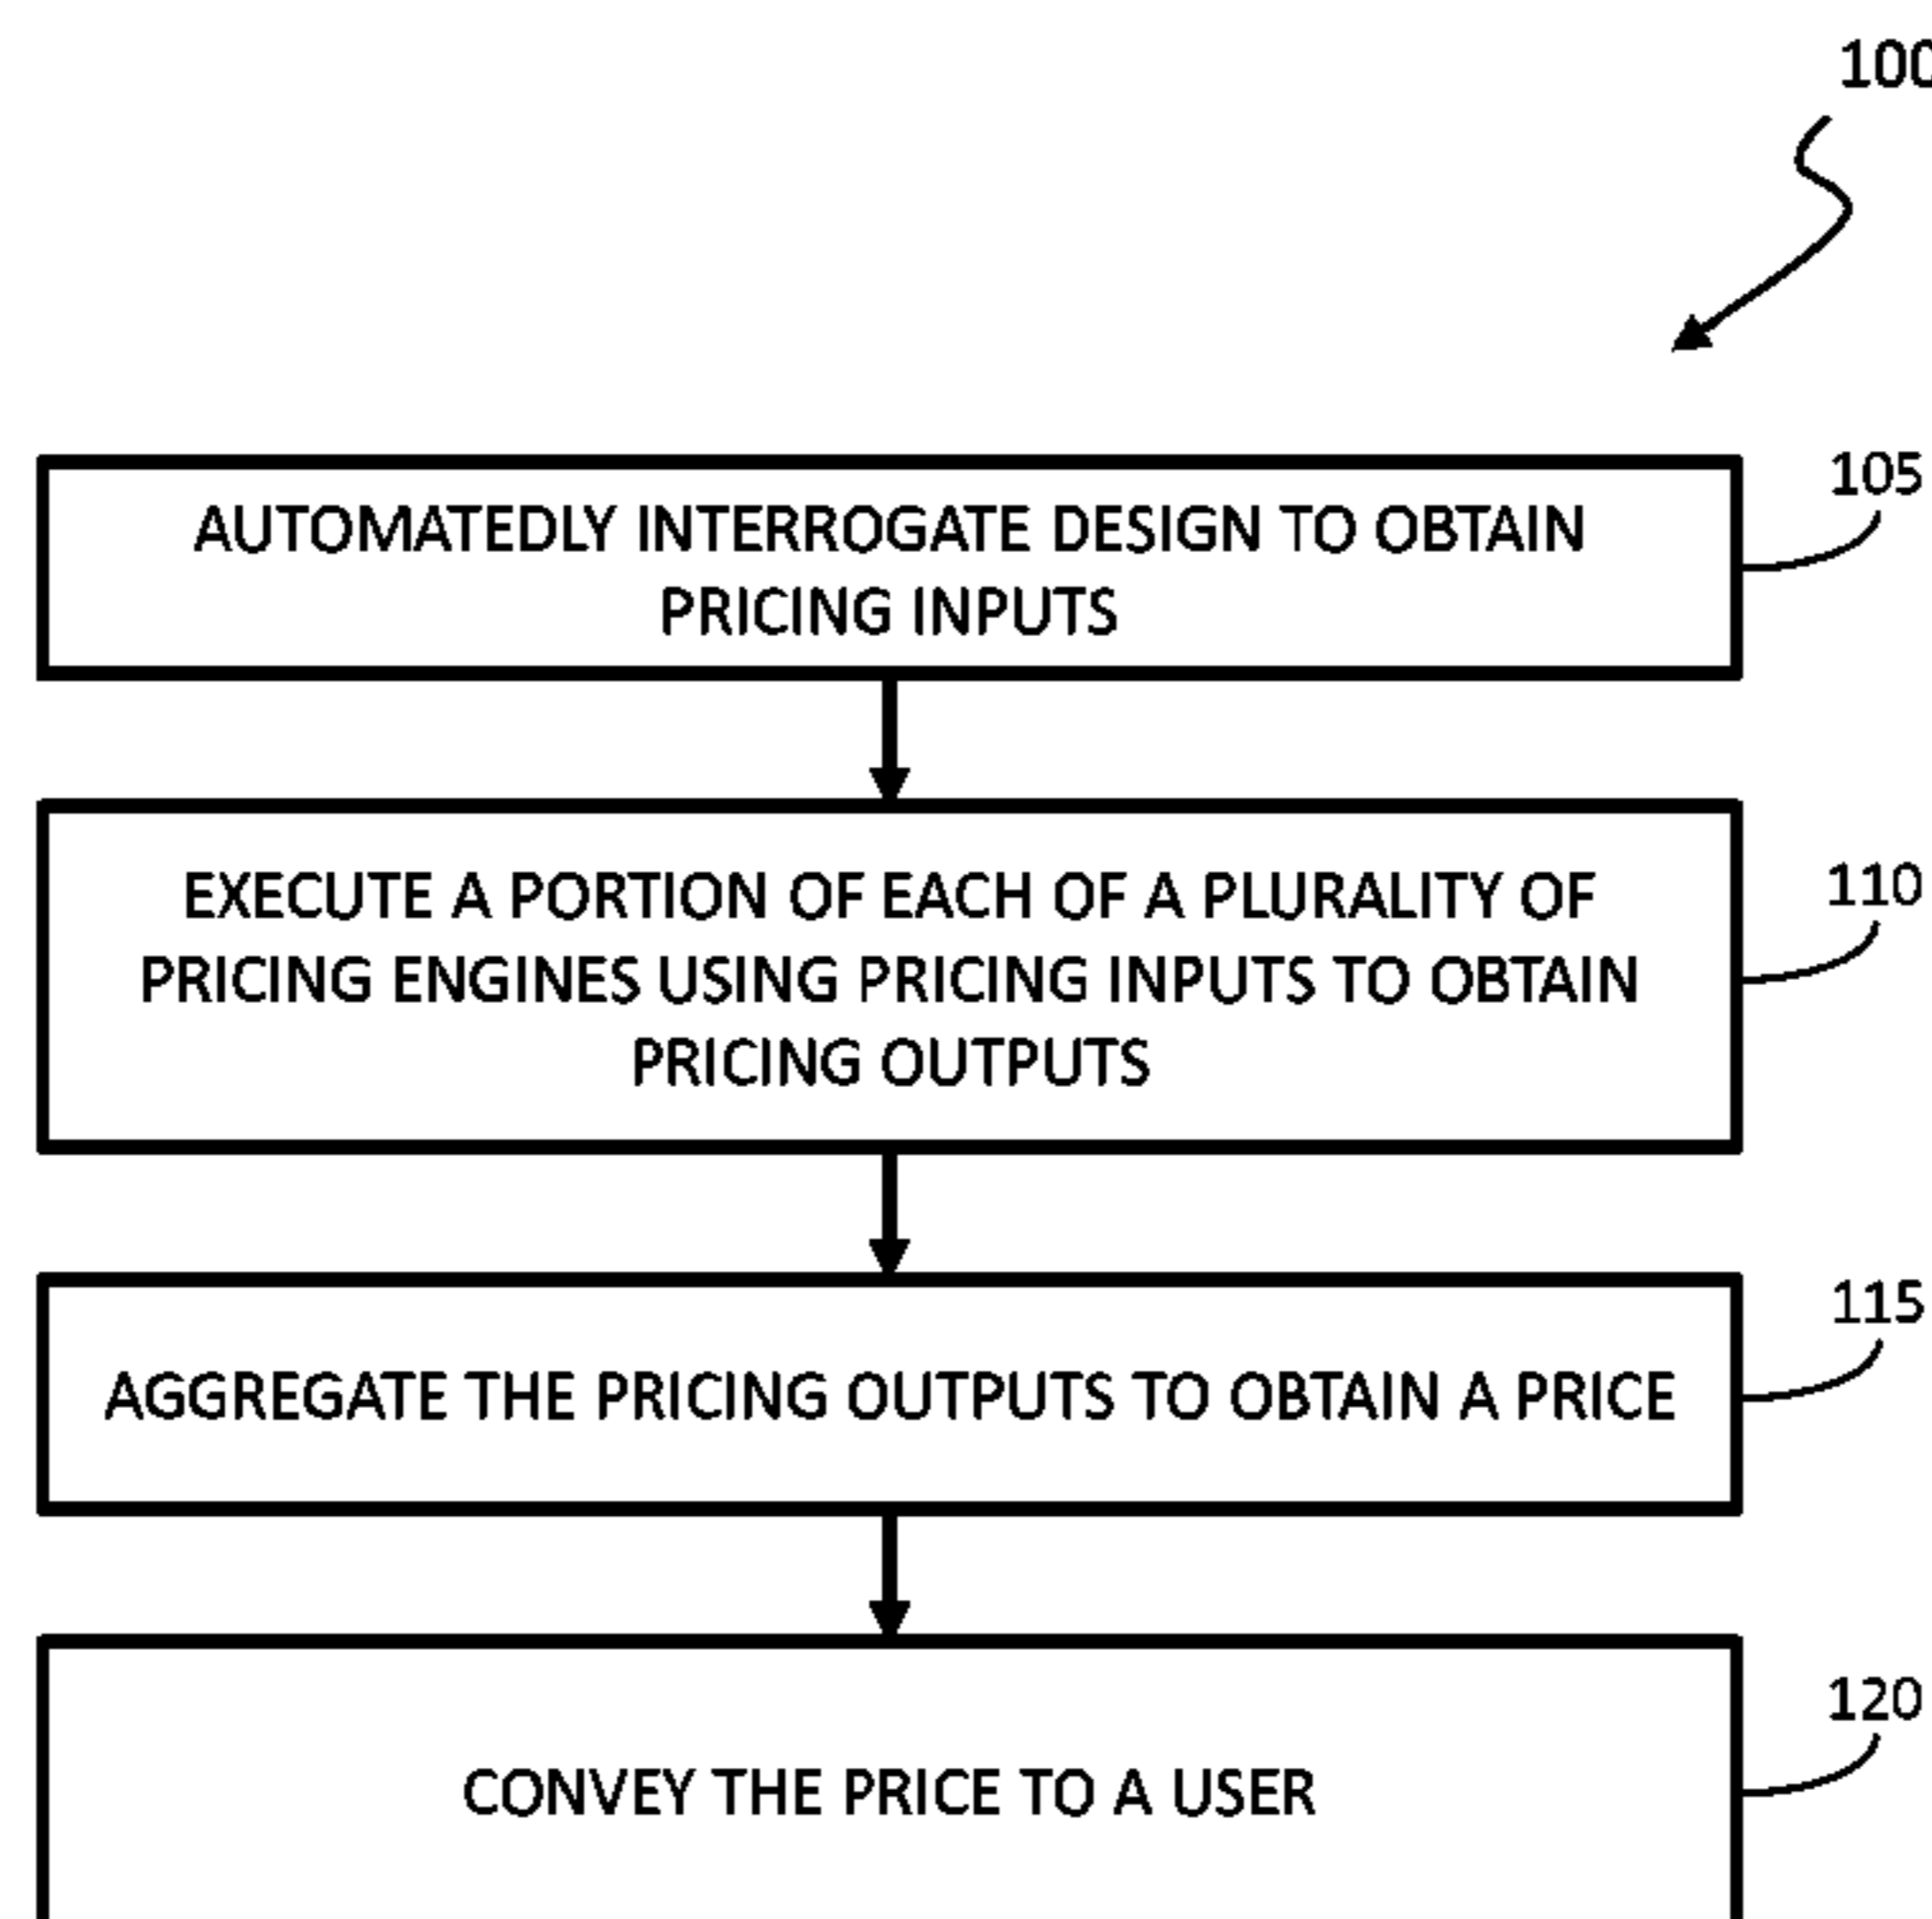 100
105
AUTOMATEDLY INTERROGATE DESIGN TO OBTAIN
PRICING INPUTS
110
EXECUTE A PORTION OF EACH OF A PLURALITY OF
PRICING ENGINES USING PRICING INPUTS TO OBTAIN
PRICING OUTPUTS
115
AGGREGATE THE PRICING OUTPUTS TO OBTAIN A PRICE
120
CONVEY THE PRICE TO A USER